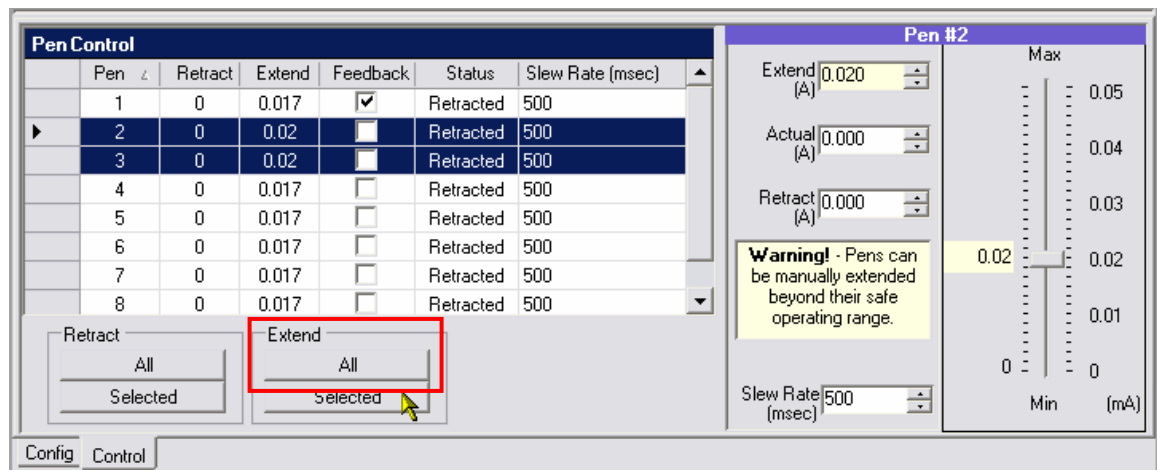 Pen Control
Pen Retract Extend Feedback Status Slew Rate (msec)
1 0 0.017 Retracted 500
2 0 0.02 Retracted 500
3 0 0.02 Retracted 500
4 0 0.017 Retracted 500
5 0 0.017 Retracted 500
6 0 0.017 Retracted 500
7 0 0.017 Retracted 500
8 0 0.017 Retracted 500
Retract
All
Selected
Extend
All
Selected
Pen #2
Extend (A) 0.020
Actual (A) 0.000
Retract (A) 0.000
Warning! - Pens can
be manually extended
beyond their safe
operating range.
Slew Rate (msec) 500
Max
0.05
0.04
0.03
0.02 0.02
0.01
0 0
Min (mA)
Config Control